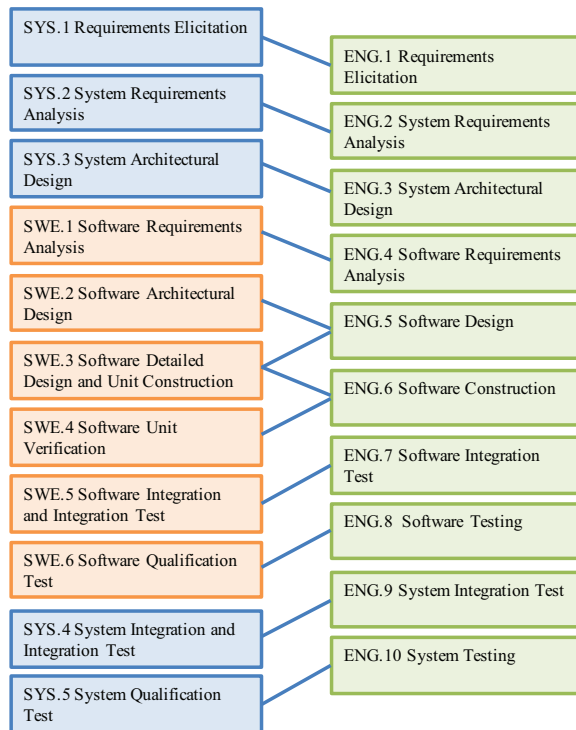 SYS.1 Requirements Elicitation
SYS.2 System Requirements
Analysis
SYS.3 System Architectural
Design
SWE.1 Software Requirements
Analysis
SWE.2 Software Architectural
Design
SWE.3 Software Detailed
Design and Unit Construction
SWE.4 Software Unit
Verification
SWE.5 Software Integration
and Integration Test
SWE.6 Software Qualification
Test
SYS.4 System Integration and
Integration Test
SYS.5 System Qualification
Test
ENG.1 Requirements
Elicitation
ENG.2 System Requirements
Analysis
ENG.3 System Architectural
Design
ENG.4 Software Requirements
Analysis
ENG.5 Software Design
ENG.6 Software Construction
ENG.7 Software Integration
Test
ENG.8 Software Testing
ENG.9 System Integration Test
ENG.10 System Testing